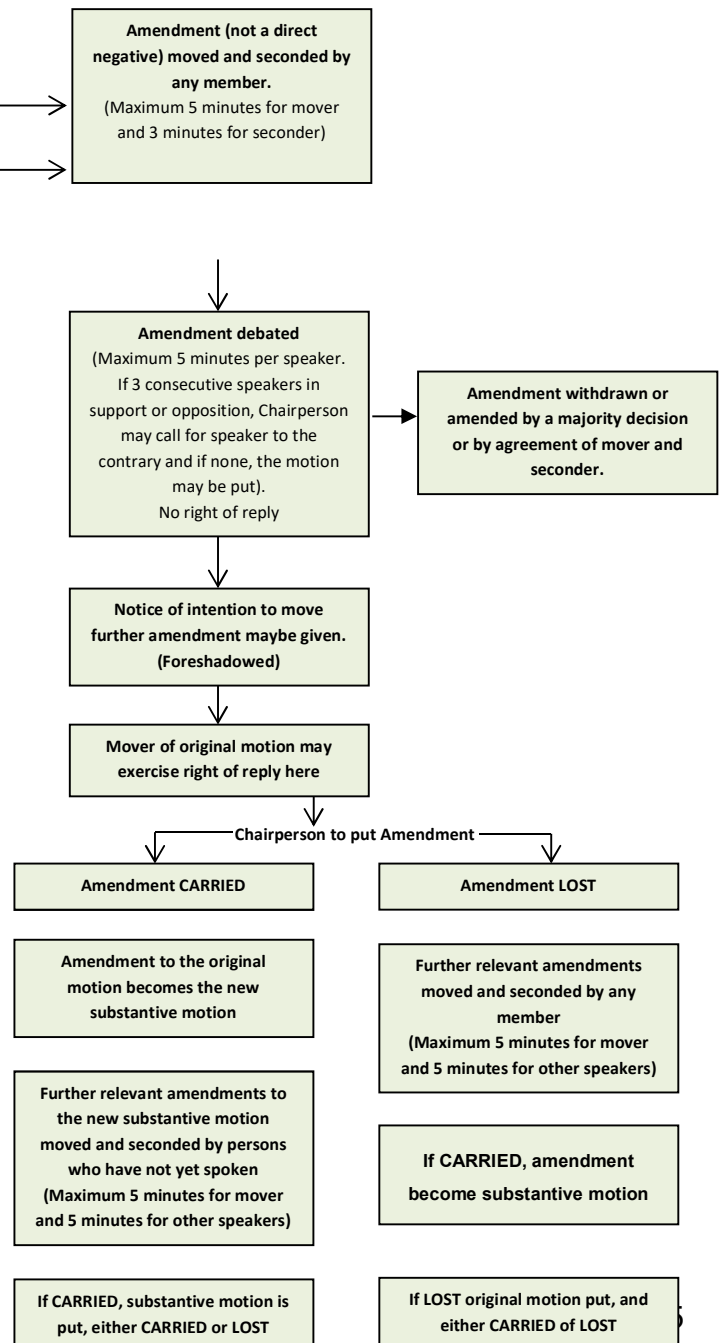 Amendment (not a direct
negative) moved and seconded by
any member.
(Maximum 5 minutes for mover
and 3 minutes for seconder)
Amendment debated
(Maximum 5 minutes per speaker.
If 3 consecutive speakers in
support or opposition, Chairperson
may call for speaker to the
contrary and if none, the motion
may be put).
No right of reply
Amendment withdrawn or
amended by a majority decision
or by agreement of mover and
seconder.
Notice of intention to move
further amendment maybe given.
(Foreshadowed)
Mover of original motion may
exercise right of reply here
Chairperson to put Amendment
Amendment CARRIED
Amendment to the original
motion becomes the new
substantive motion
Further relevant amendments to
the new substantive motion
moved and seconded by persons
who have not yet spoken
(Maximum 5 minutes for mover
and 5 minutes for other speakers)
If CARRIED, substantive motion is
put, either CARRIED or LOST
Amendment LOST
Further relevant amendments
moved and seconded by any
member
(Maximum 5 minutes for mover
and 5 minutes for other speakers)
If CARRIED, amendment
become substantive motion
If LOST original motion put, and
either CARRIED of LOST